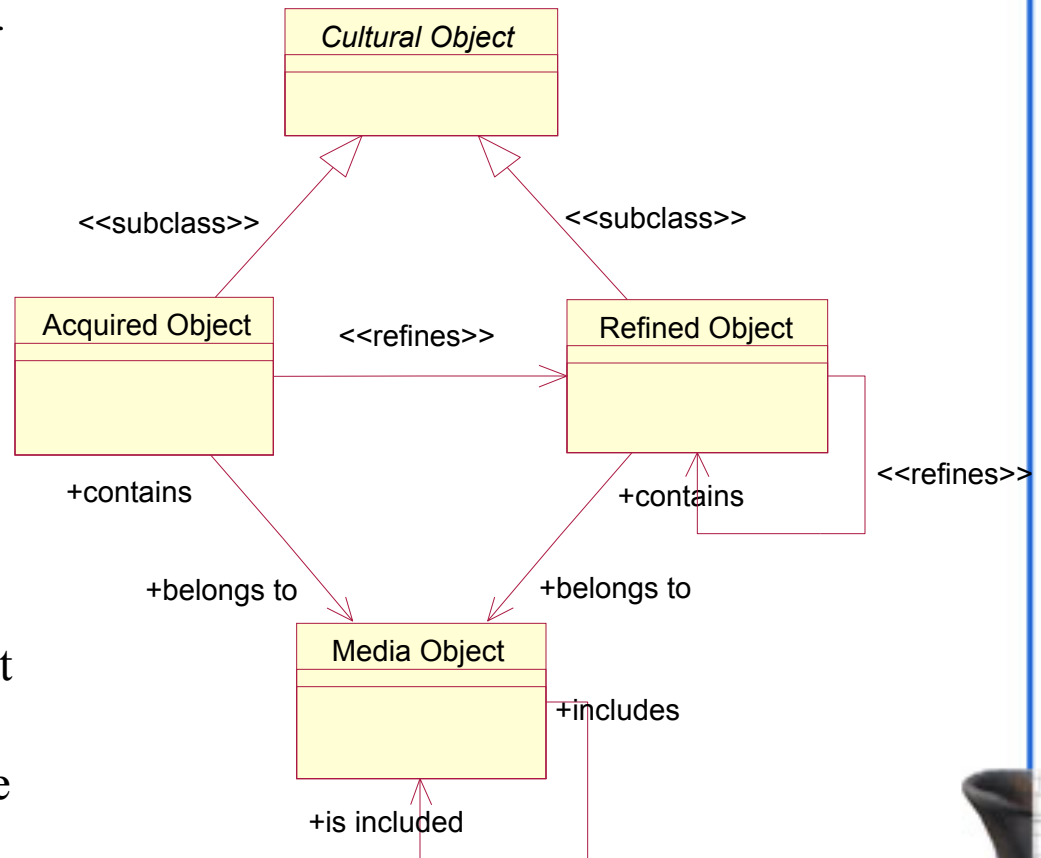 .
Cultural Object
<<subclass>>
<<subclass>>
Acquired Object
<<refines>>
Refined Object
+contains
+contains
<<refines>>
+belongs to
+belongs to
t
Media Object
+includes
e
+is included